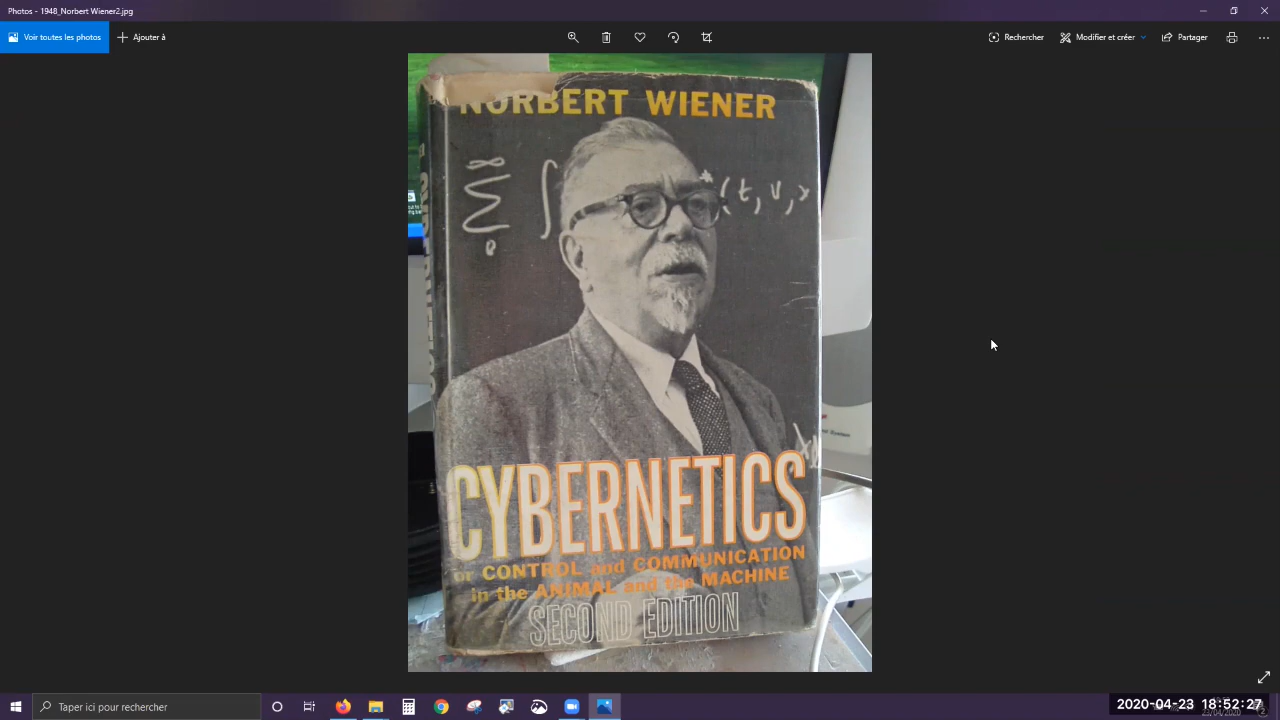 Photos - 1948_Norbert Wiener2.jpg
Voir toutes les photos
Ajouter à
Rechercher
Modifier et créer
Partager
NORBERT WIENER
∞
Σ ∫ (t, v, x
0
CYBERNETICS
or CONTROL and COMMUNICATION
in the ANIMAL and the MACHINE
SECOND EDITION
Taper ici pour rechercher
2020-04-23 18:52:27